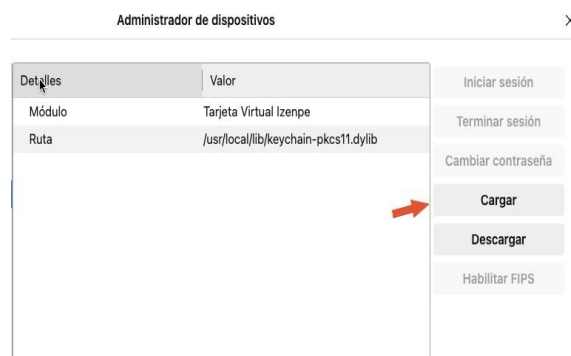 Administrador de dispositivos
Detalles Valor Iniciar sesión
Módulo Tarjeta Virtual Izenpe
Terminar sesión
Ruta /usr/local/lib/keychain-pkcs11.dylib
Cambiar contraseña
Cargar
Descargar
Habilitar FIPS